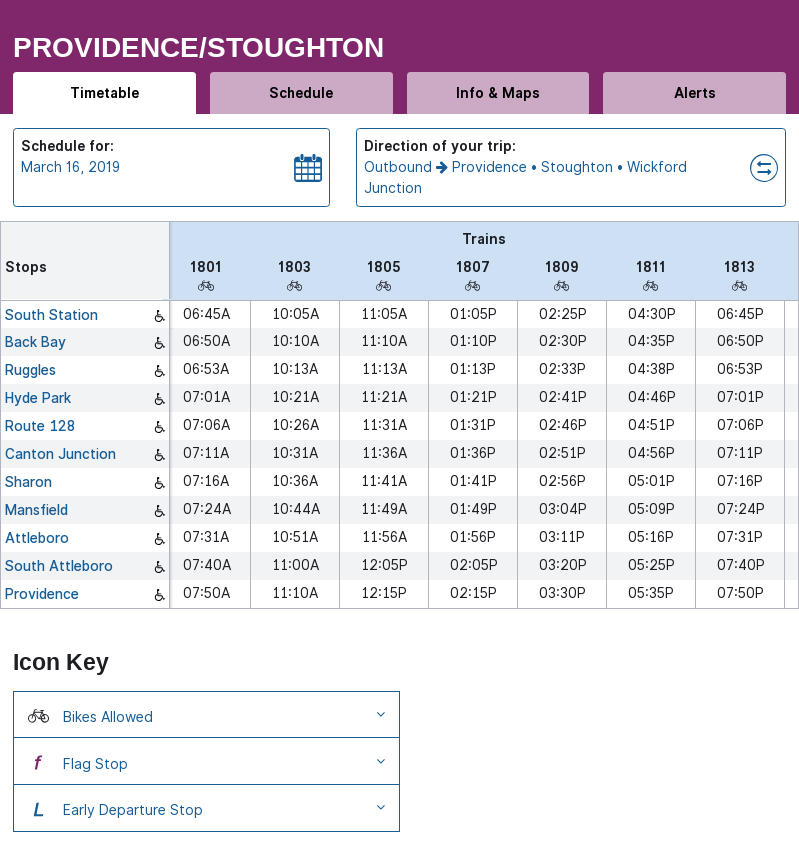 PROVIDENCE/STOUGHTON
Timetable Schedule Info & Maps Alerts
Schedule for:
March 16, 2019
Direction of your trip:
Outbound → Providence • Stoughton • Wickford
Junction
Trains
Stops 1801 1803 1805 1807 1809 1811 1813
South Station 06:45A 10:05A 11:05A 01:05P 02:25P 04:30P 06:45P
Back Bay 06:50A 10:10A 11:10A 01:10P 02:30P 04:35P 06:50P
Ruggles 06:53A 10:13A 11:13A 01:13P 02:33P 04:38P 06:53P
Hyde Park 07:01A 10:21A 11:21A 01:21P 02:41P 04:46P 07:01P
Route 128 07:06A 10:26A 11:31A 01:31P 02:46P 04:51P 07:06P
Canton Junction 07:11A 10:31A 11:36A 01:36P 02:51P 04:56P 07:11P
Sharon 07:16A 10:36A 11:41A 01:41P 02:56P 05:01P 07:16P
Mansfield 07:24A 10:44A 11:49A 01:49P 03:04P 05:09P 07:24P
Attleboro 07:31A 10:51A 11:56A 01:56P 03:11P 05:16P 07:31P
South Attleboro 07:40A 11:00A 12:05P 02:05P 03:20P 05:25P 07:40P
Providence 07:50A 11:10A 12:15P 02:15P 03:30P 05:35P 07:50P
Icon Key
Bikes Allowed
f Flag Stop
L Early Departure Stop